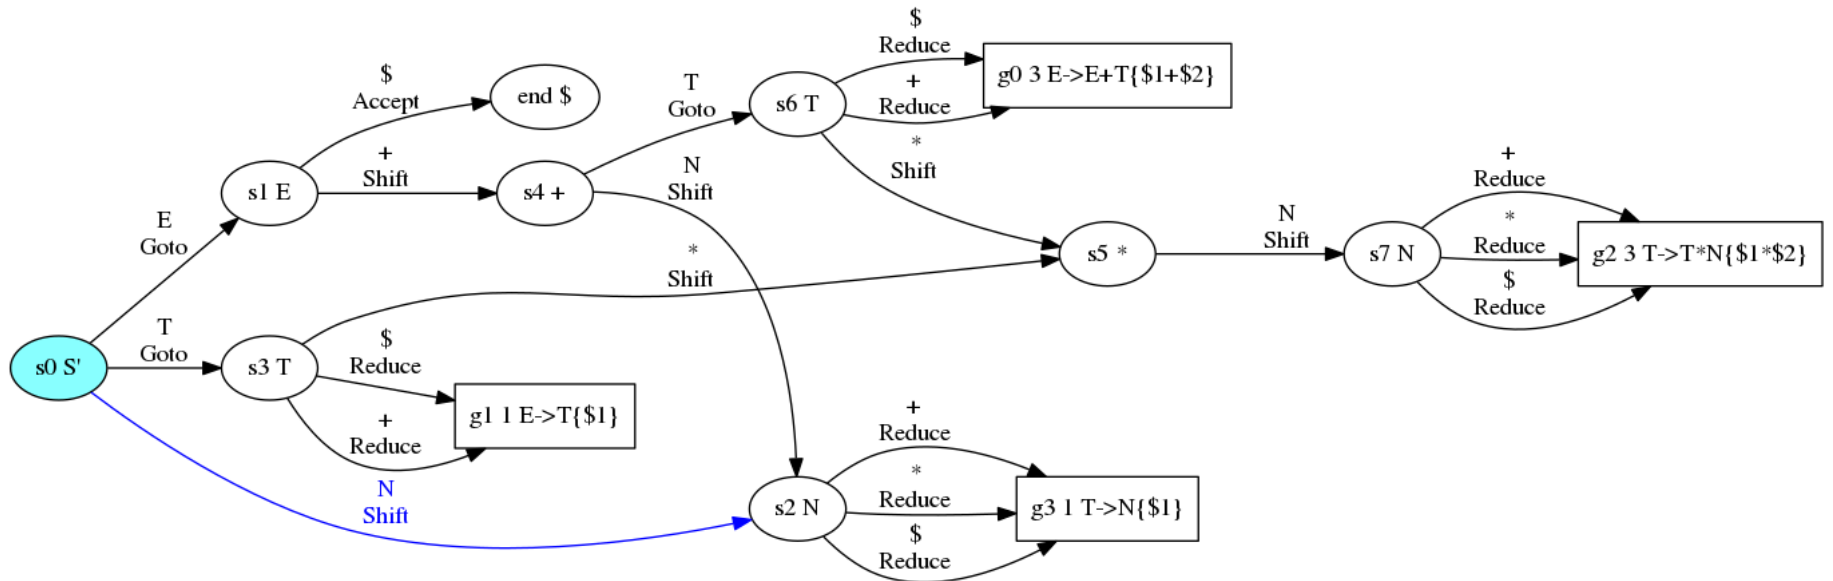 $
Reduce
g0 3 E->E+T{$1+$2}
+
Reduce
s6 T
T
Goto
$
Accept
end $
*
Shift
+
Shift
s1 E
s4 +
N
Shift
+
Reduce
*
Reduce
g2 3 T->T*N{$1*$2}
$
Reduce
s7 N
N
Shift
s5 *
E
Goto
*
Shift
T
Goto
s0 S'
s3 T
$
Reduce
g1 1 E->T{$1}
+
Reduce
N
Shift
s2 N
+
Reduce
*
Reduce
g3 1 T->N{$1}
$
Reduce